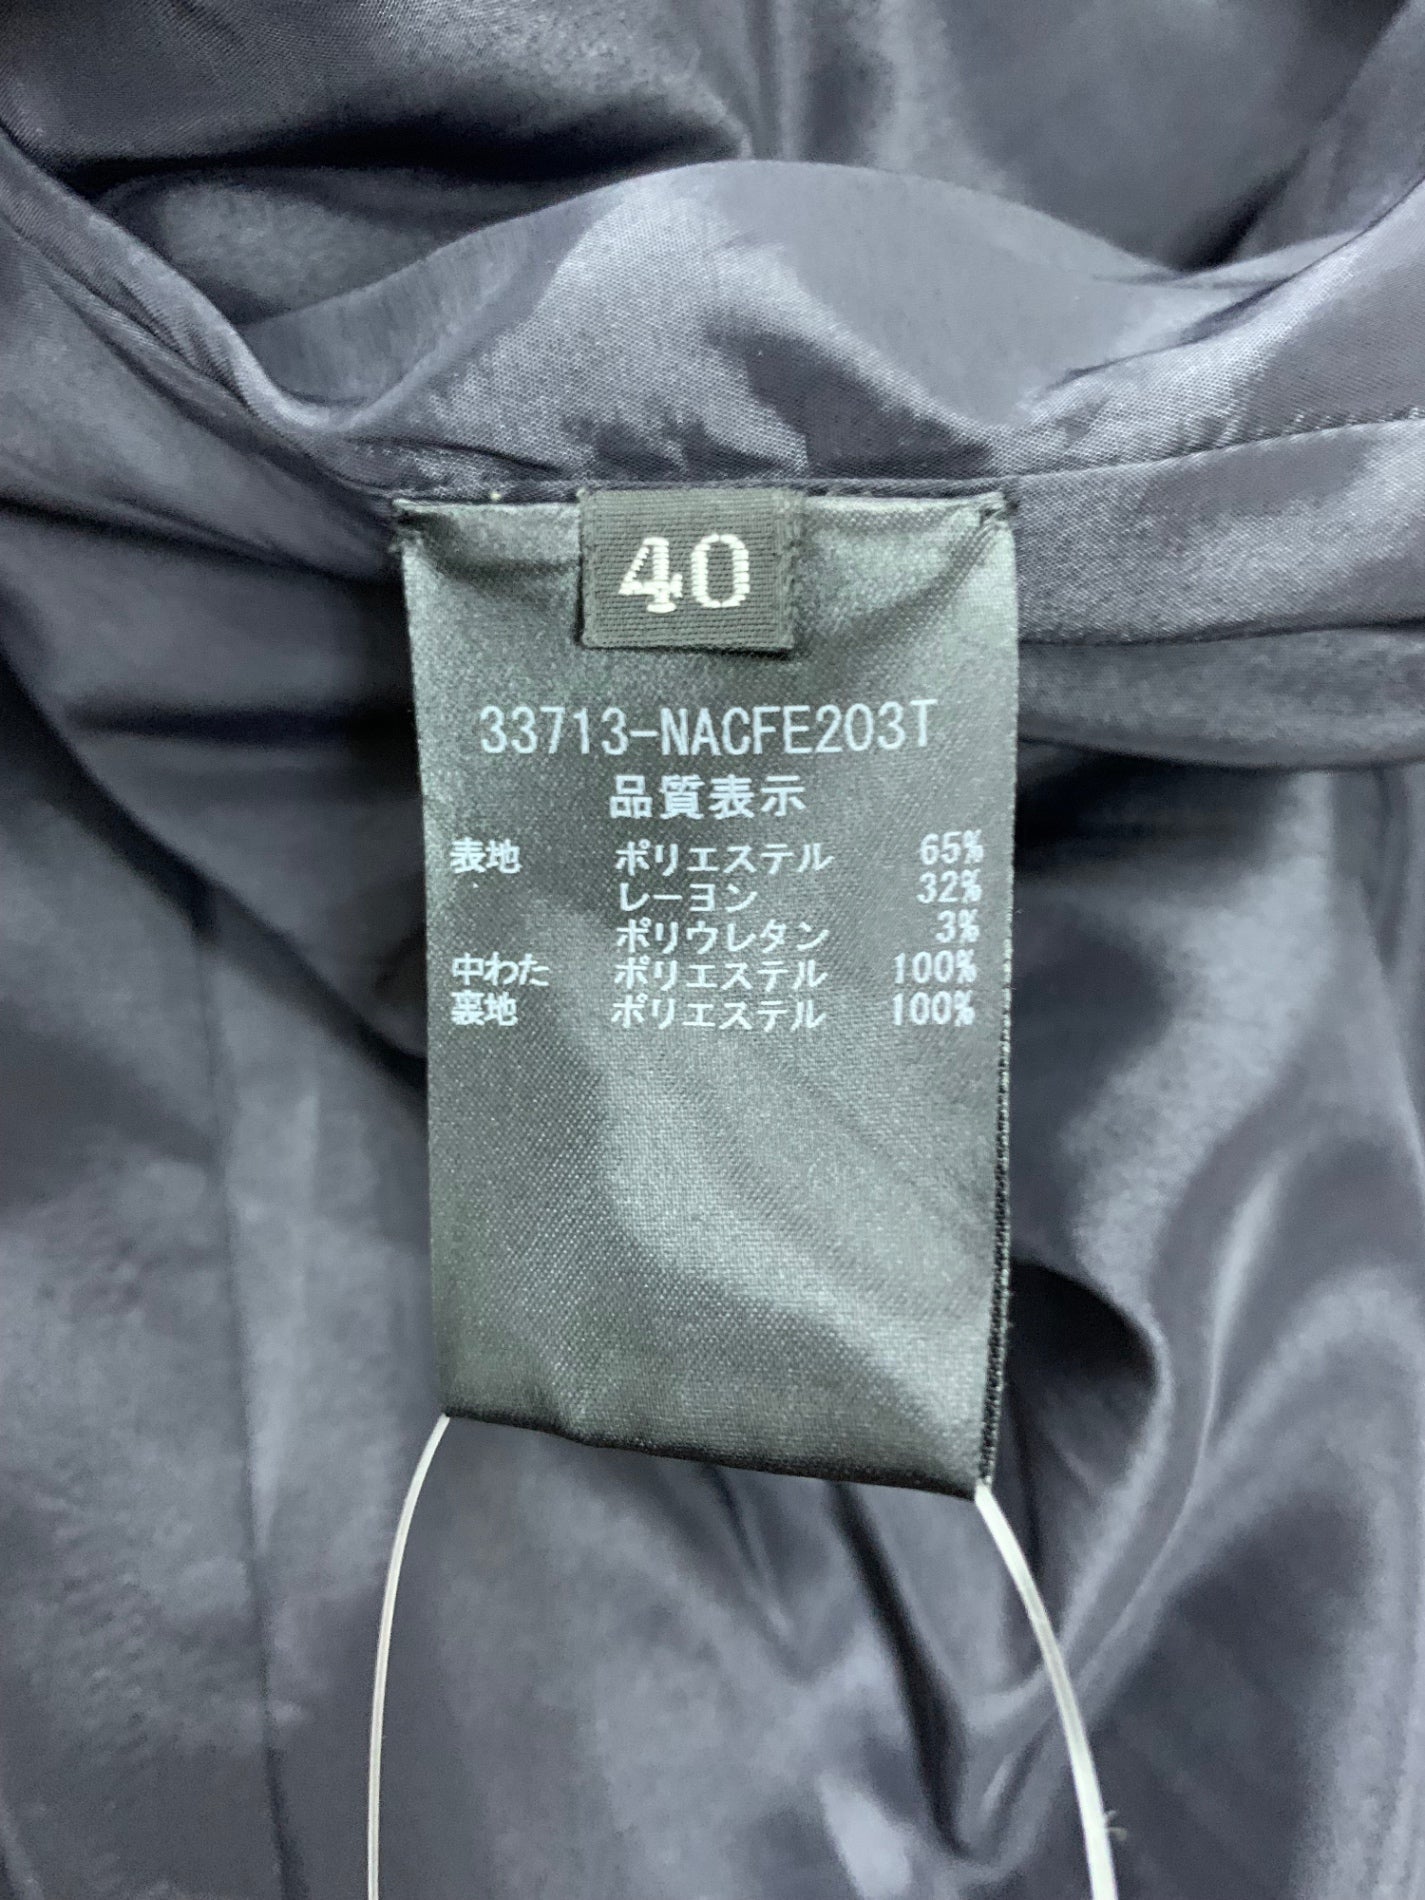 40
33713-NACFE203T
品質表示
表地 ポリエステル 65%
レーヨン 32%
ポリウレタン 3%
中わた ポリエステル 100%
裏地 ポリエステル 100%